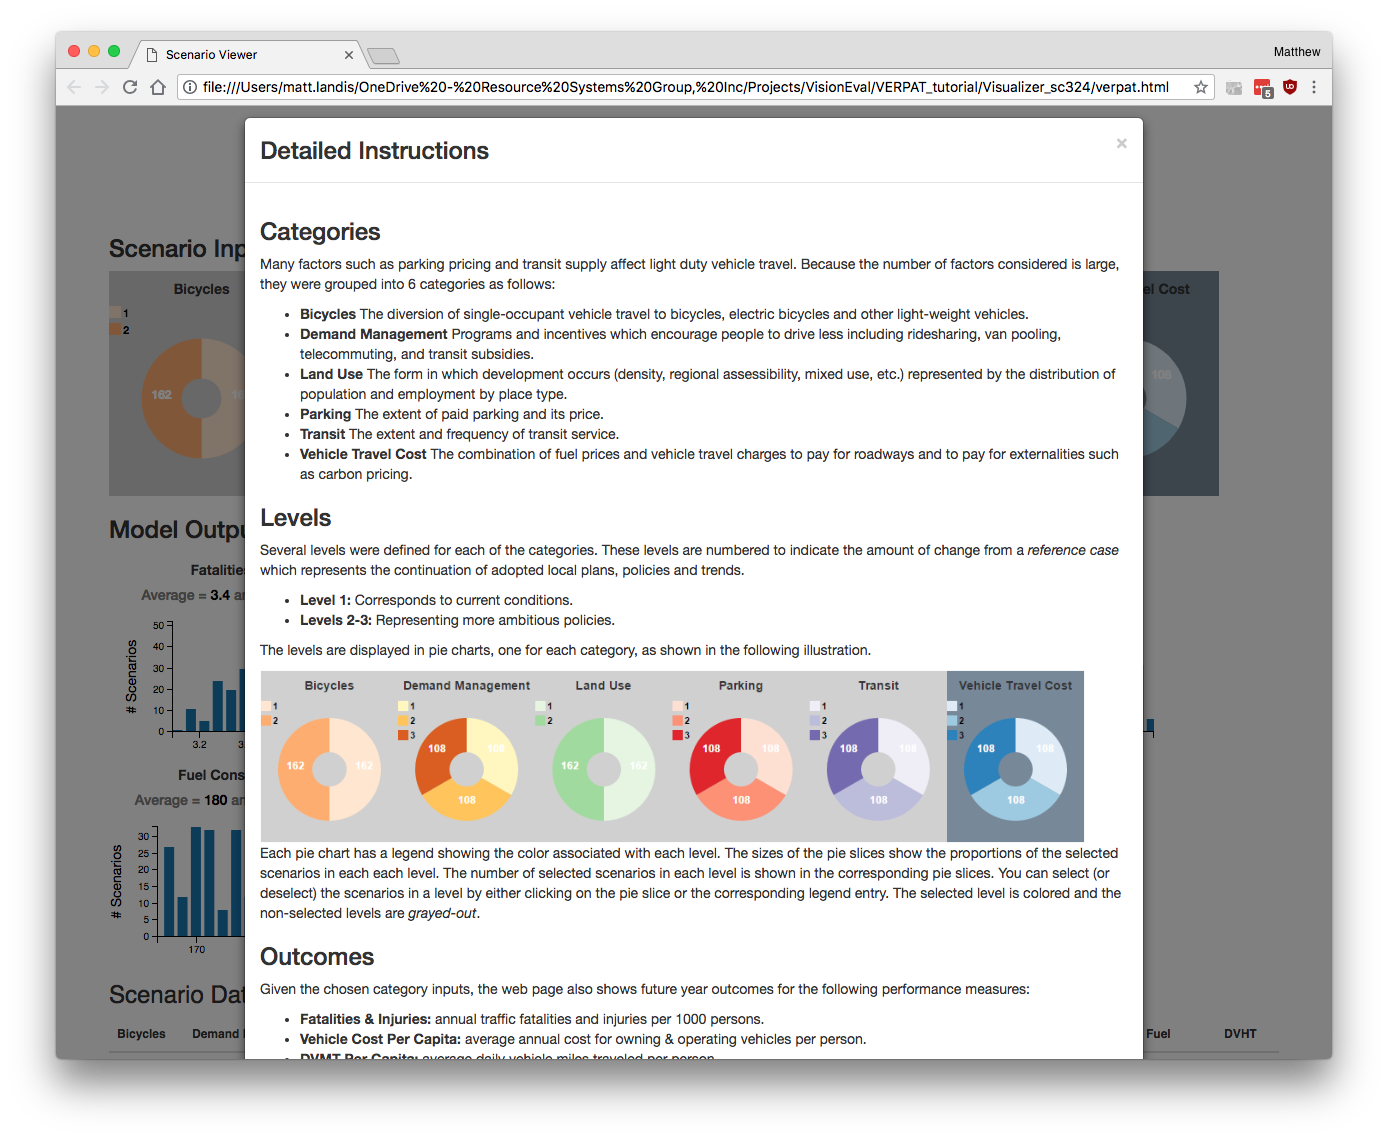 Scenario Viewer
Matthew
file:///Users/matt.landis/OneDrive%20-%20Resource%20Systems%20Group,%20Inc/Projects/VisionEval/VERPAT_tutorial/Visualizer_sc324/verpat.html
5
Detailed Instructions
×
Categories
Many factors such as parking pricing and transit supply affect light duty vehicle travel. Because the number of factors considered is large,
they were grouped into 6 categories as follows:
• Bicycles The diversion of single-occupant vehicle travel to bicycles, electric bicycles and other light-weight vehicles.
• Demand Management Programs and incentives which encourage people to drive less including ridesharing, van pooling,
telecommuting, and transit subsidies.
• Land Use The form in which development occurs (density, regional assessibility, mixed use, etc.) represented by the distribution of
population and employment by place type.
• Parking The extent of paid parking and its price.
• Transit The extent and frequency of transit service.
• Vehicle Travel Cost The combination of fuel prices and vehicle travel charges to pay for roadways and to pay for externalities such
as carbon pricing.
Levels
Several levels were defined for each of the categories. These levels are numbered to indicate the amount of change from a reference case
which represents the continuation of adopted local plans, policies and trends.
• Level 1: Corresponds to current conditions.
• Levels 2-3: Representing more ambitious policies.
The levels are displayed in pie charts, one for each category, as shown in the following illustration.
Bicycles
1
2
162 162
Demand Management
1
2
3
108 108
108
Land Use
1
2
162 162
Parking
1
2
3
108 108
108
Transit
1
2
3
108 108
108
Vehicle Travel Cost
1
2
3
108 108
108
Each pie chart has a legend showing the color associated with each level. The sizes of the pie slices show the proportions of the selected
scenarios in each each level. The number of selected scenarios in each level is shown in the corresponding pie slices. You can select (or
deselect) the scenarios in a level by either clicking on the pie slice or the corresponding legend entry. The selected level is colored and the
non-selected levels are grayed-out.
Outcomes
Given the chosen category inputs, the web page also shows future year outcomes for the following performance measures:
• Fatalities & Injuries: annual traffic fatalities and injuries per 1000 persons.
• Vehicle Cost Per Capita: average annual cost for owning & operating vehicles per person.
• DVMT Per Capita: average daily vehicle miles traveled per person.
Scenario Inp
Bicycles
1
2
162
el Cost
108
Model Outpu
Fatalitie
Average = 3.4 an
# Scenarios
50
40
30
20
10
0
3.2
3
Fuel Cons
Average = 180 an
# Scenarios
30
25
20
15
10
5
0
170
Scenario Dat
Bicycles Demand Fuel DVHT